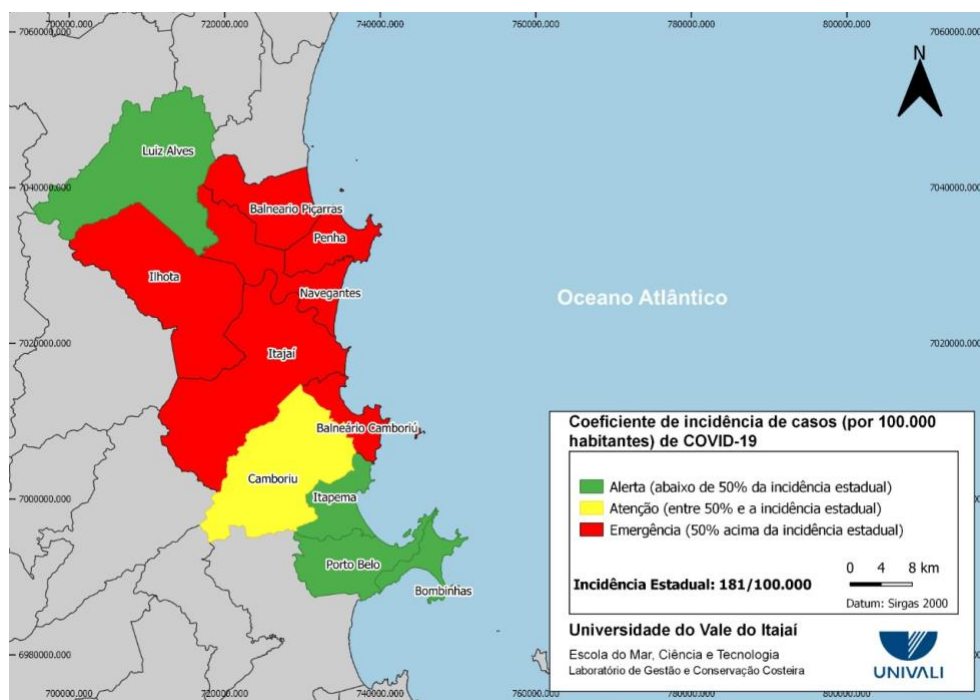 700000.000 720000.000 740000.000 760000.000 780000.000 800000.000
7060000.000 7060000.000
N
Luiz Alves
7040000.000 7040000.000
Balneario Piçarras
Penha
Ilhota
Navegantes
Oceano Atlântico
7020000.000 7020000.000
Itajaí
Balneário Camboriú
Camboriu
7000000.000
Itapema
Porto Belo
Bombinhas
6980000.000
700000.000 720000.000 740000.000 760000.000 780000.000 800000.000
Coeficiente de incidência de casos (por 100.000
habitantes) de COVID-19
Alerta (abaixo de 50% da incidência estadual)
Atenção (entre 50% e a incidência estadual)
Emergência (50% acima da incidência estadual)
Incidência Estadual: 181/100.000
0 4 8 km
Datum: Sirgas 2000
Universidade do Vale do Itajaí
Escola do Mar, Ciência e Tecnologia
Laboratório de Gestão e Conservação Costeira
UNIVALI